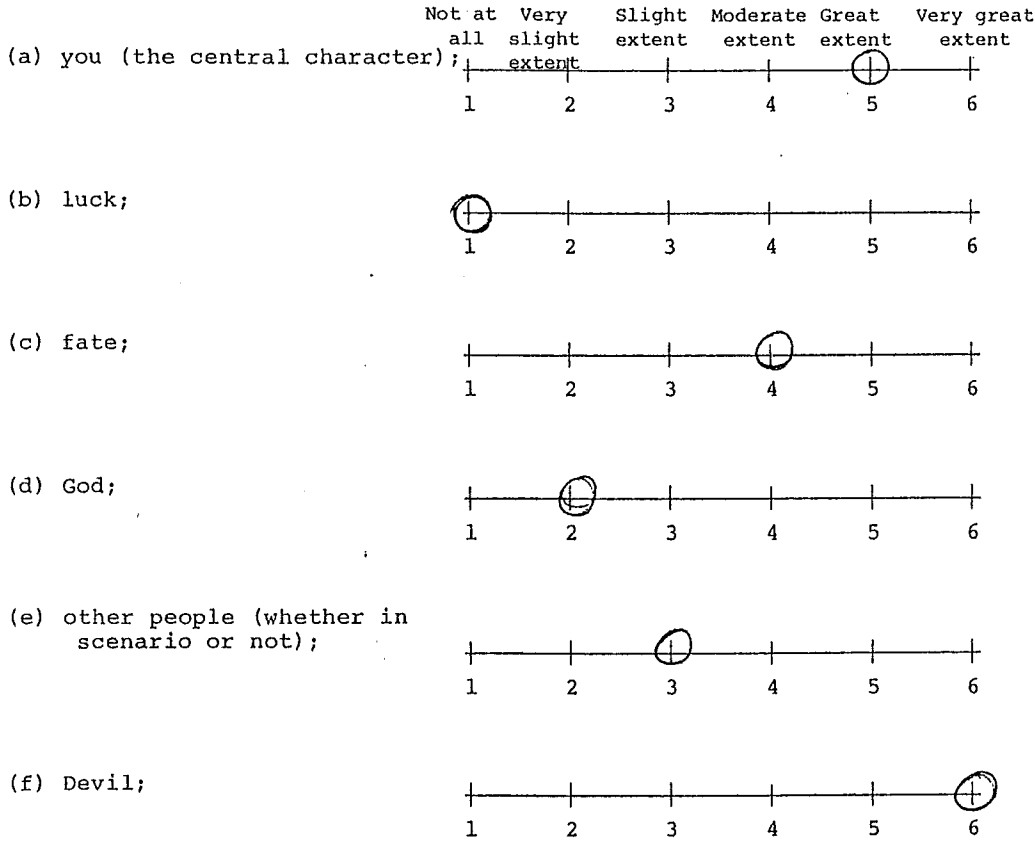 Not at Very Slight Moderate Great Very great
all slight extent extent extent extent
(a) you (the central character); extent
1 2 3 4 5 6
(b) luck;
1 2 3 4 5 6
(c) fate;
1 2 3 4 5 6
(d) God;
1 2 3 4 5 6
(e) other people (whether in
scenario or not);
1 2 3 4 5 6
(f) Devil;
1 2 3 4 5 6